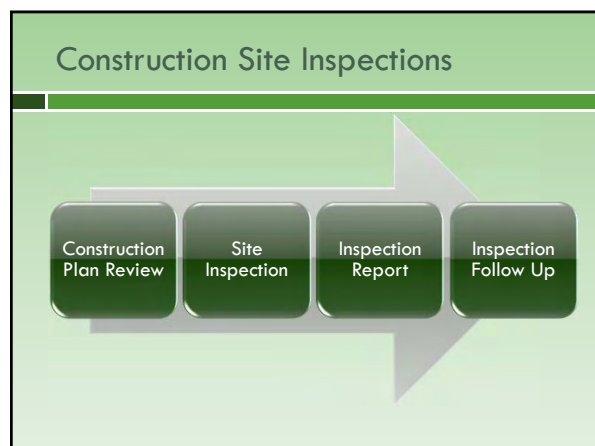 Construction Site Inspections
Construction
Plan Review
Site
Inspection
Inspection
Report
Inspection
Follow Up